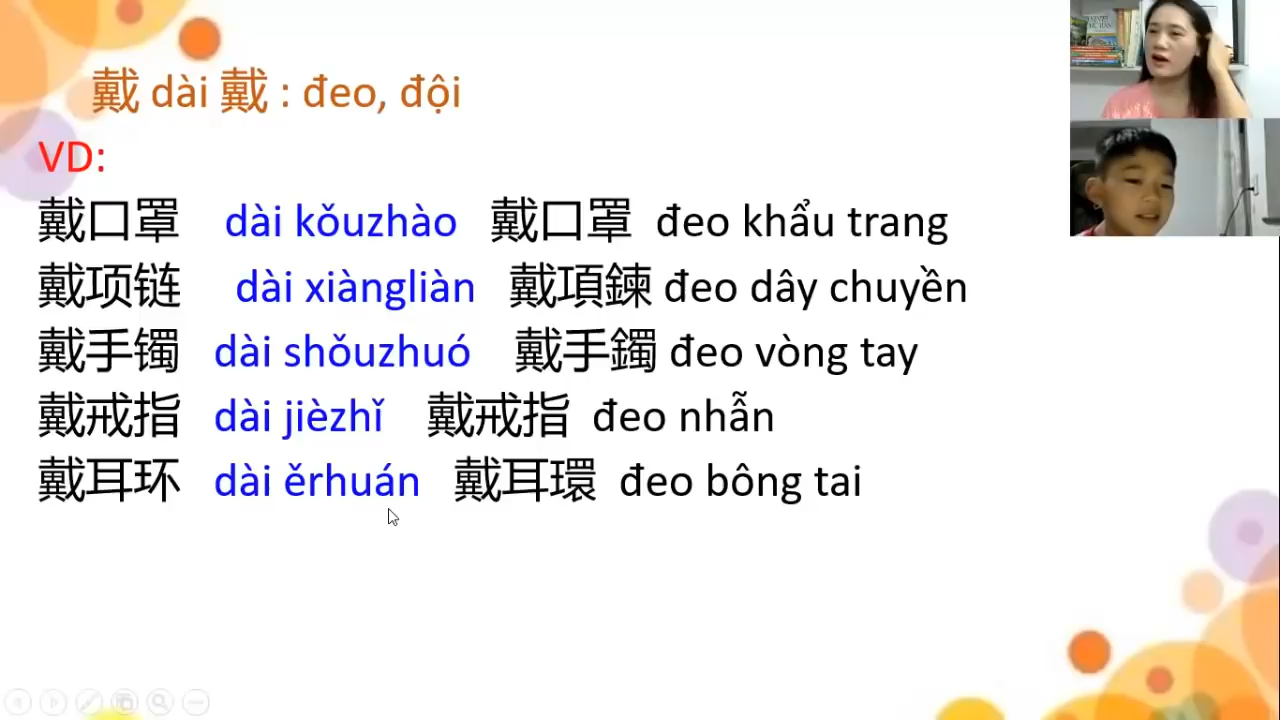 戴 dài 戴 : đeo, đội
VD:
戴口罩 dài kǒuzhào 戴口罩 đeo khẩu trang
戴项链 dài xiàngliàn 戴項鍊 đeo dây chuyền
戴手镯 dài shǒuzhuó 戴手鐲 đeo vòng tay
戴戒指 dài jièzhǐ 戴戒指 đeo nhẫn
戴耳环 dài ěrhuán 戴耳環 đeo bông tai